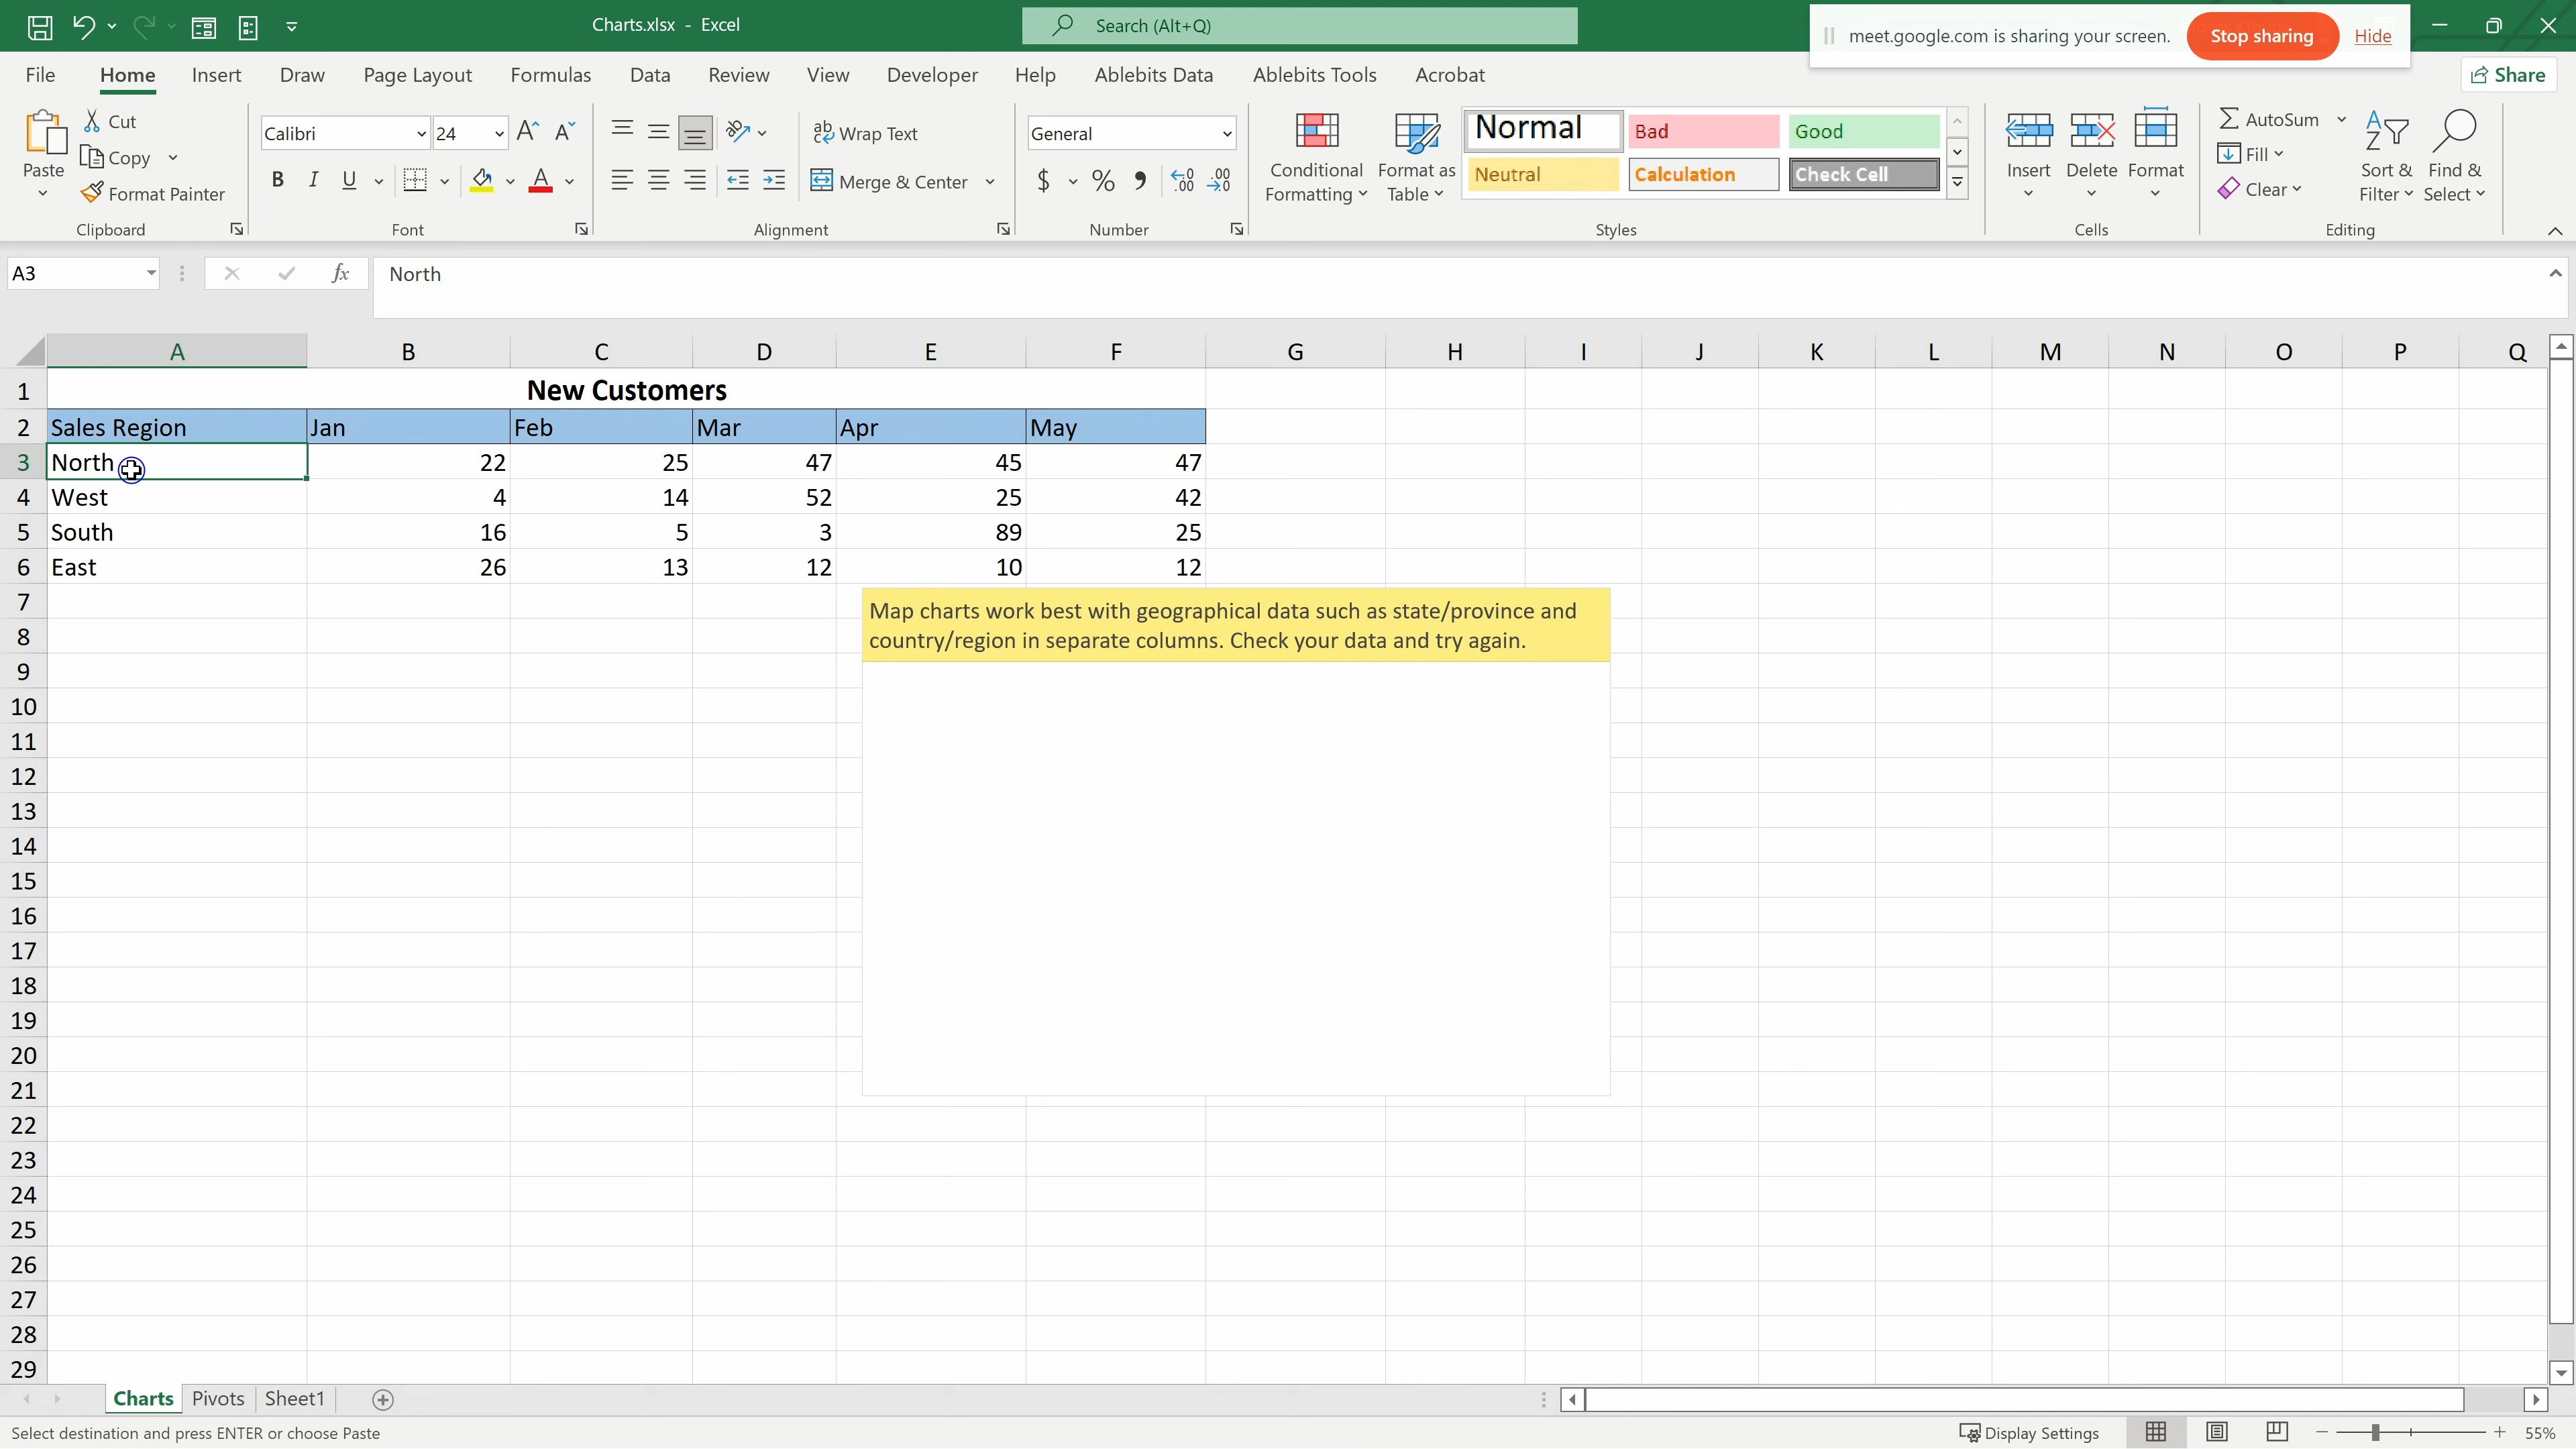 Charts.xlsx - Excel
Search (Alt+Q)
meet.google.com is sharing your screen.
Stop sharing
Hide
File Home Insert Draw Page Layout Formulas Data Review View Developer Help Ablebits Data Ablebits Tools Acrobat
Share
Paste
Cut
Copy
Format Painter
Clipboard
Calibri
24
B I U
Font
Wrap Text
Merge & Center
Alignment
General
$ % ,
Number
Conditional Formatting
Format as Table
Normal Bad Good
Neutral Calculation Check Cell
Styles
Insert Delete Format
Cells
AutoSum
Fill
Clear
Sort & Filter
Find & Select
Editing
A3
fx
North
A B C D E F G H I J K L M N O P Q
1 New Customers
2 Sales Region Jan Feb Mar Apr May
3 North 22 25 47 45 47
4 West 4 14 52 25 42
5 South 16 5 3 89 25
6 East 26 13 12 10 12
7
8
9
10
11
12
13
14
15
16
17
18
19
20
21
22
23
24
25
26
27
28
29
Map charts work best with geographical data such as state/province and
country/region in separate columns. Check your data and try again.
Charts Pivots Sheet1
Select destination and press ENTER or choose Paste
Display Settings
55%